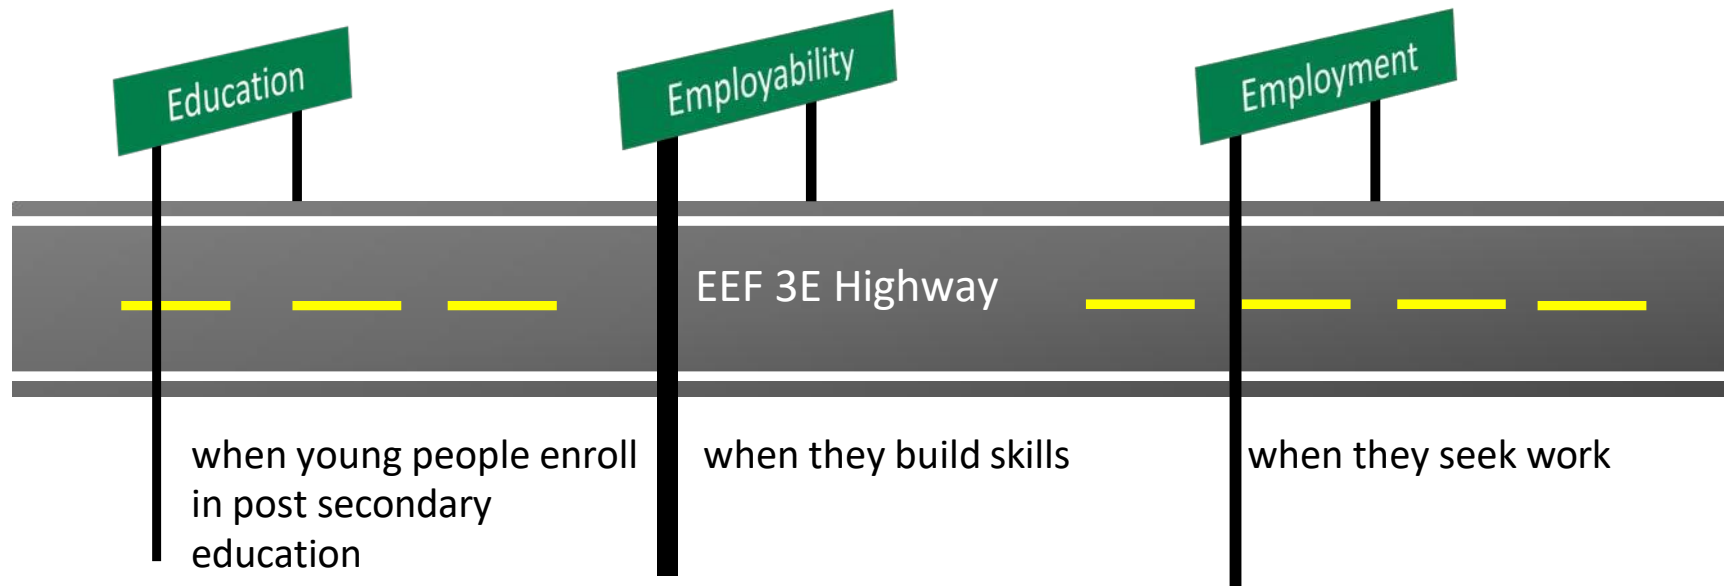 Education
Employability
Employment
EEF 3E Highway
when young people enroll
in post secondary
education
when they build skills
when they seek work